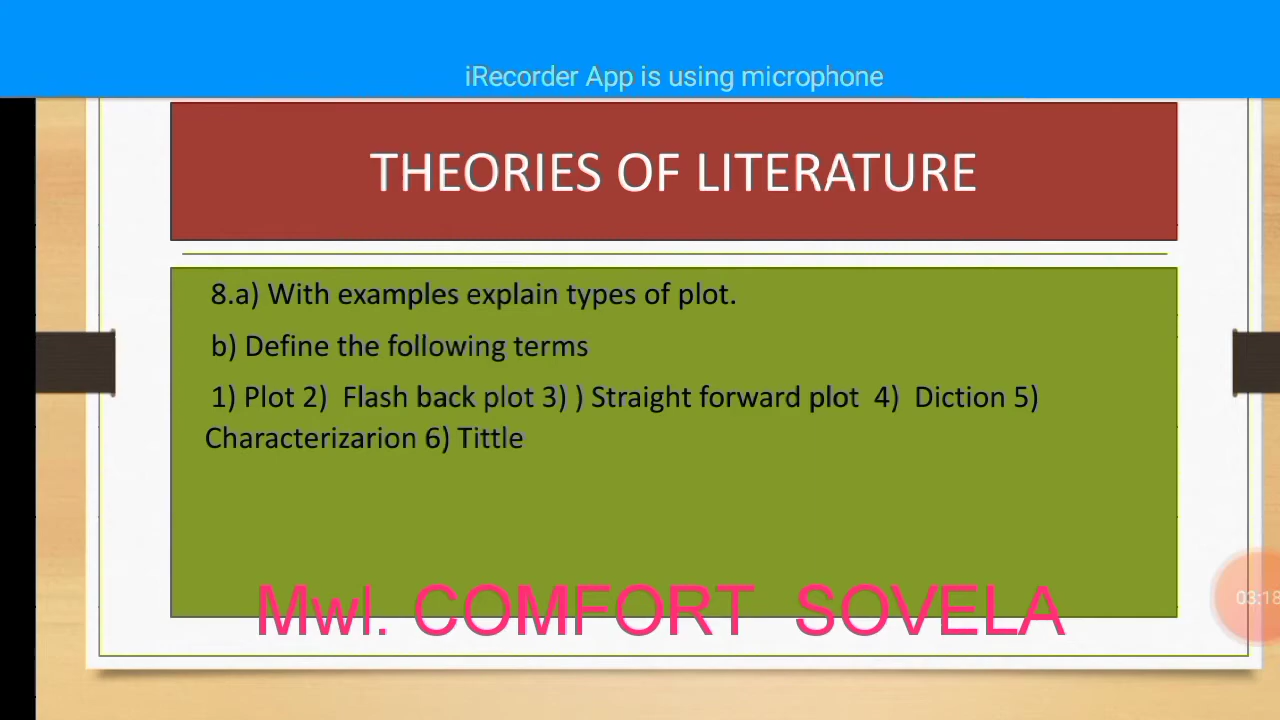 iRecorder App is using microphone
THEORIES OF LITERATURE
8.a) With examples explain types of plot.
b) Define the following terms
1) Plot 2) Flash back plot 3) ) Straight forward plot 4) Diction 5)
Characterizarion 6) Tittle
Mwl. COMFORT SOVELA
03:18